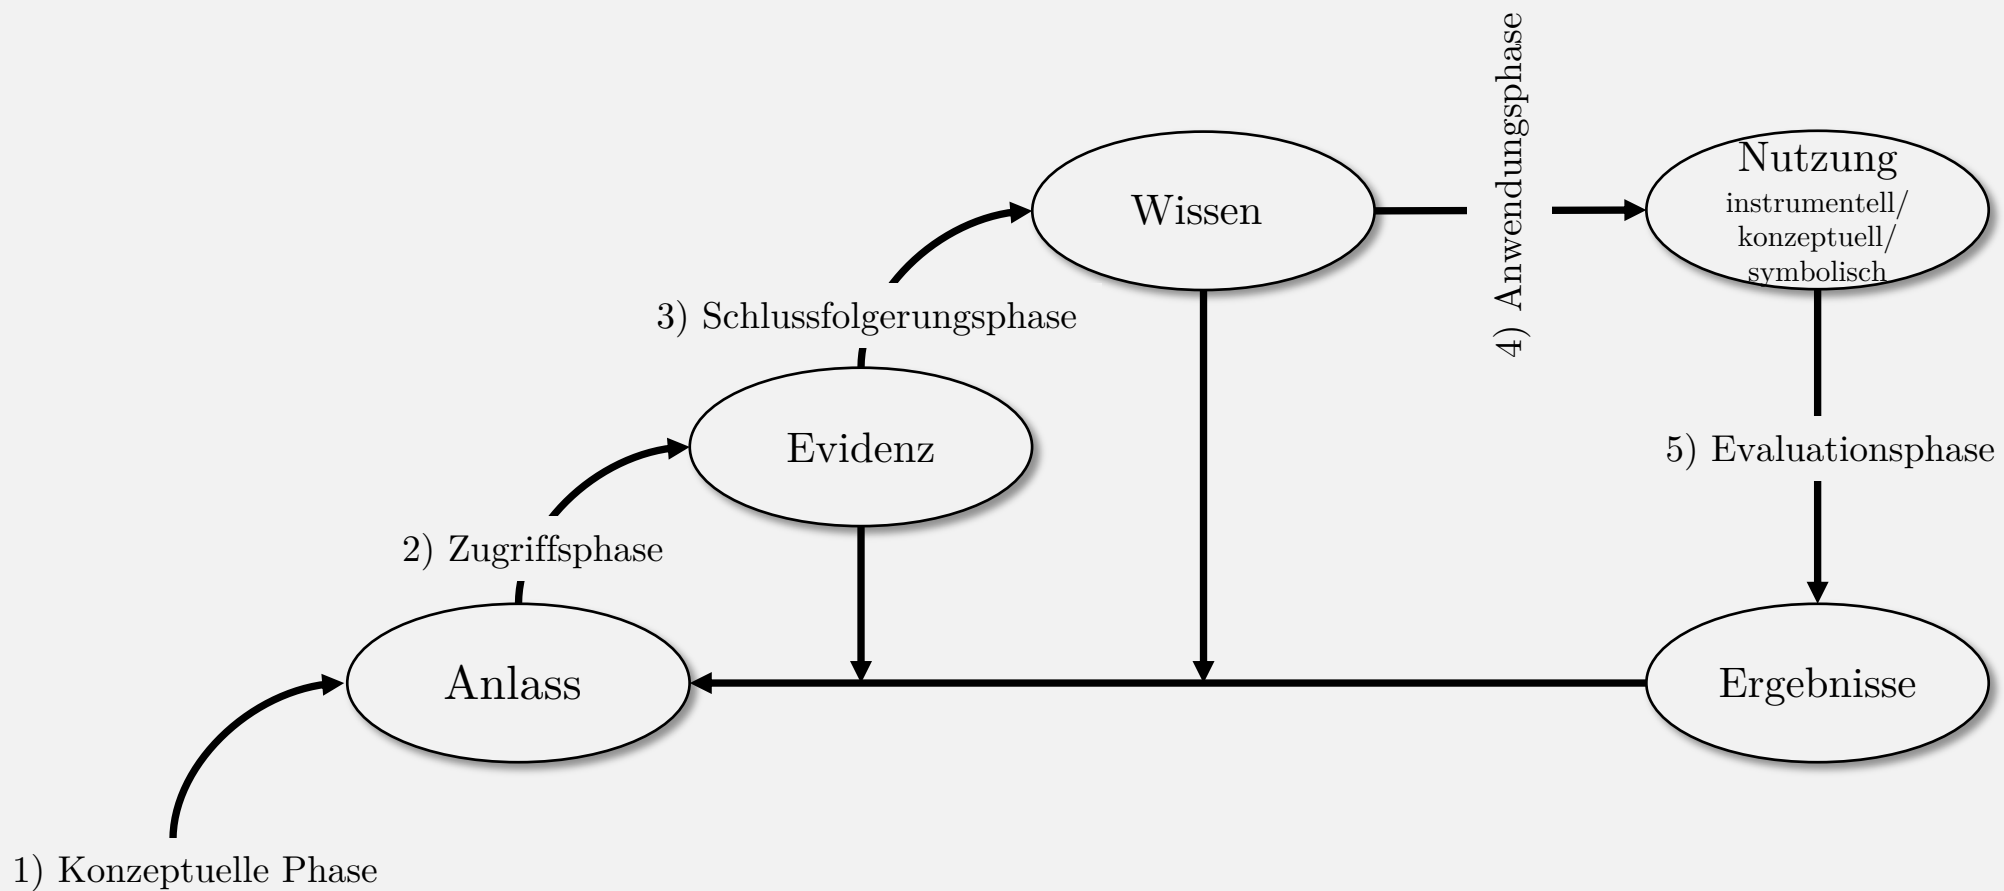 4) Anwendungsphase
Wissen
Nutzung
instrumentell/
konzeptuell/
symbolisch
3) Schlussfolgerungsphase
Evidenz
5) Evaluationsphase
2) Zugriffsphase
Anlass
Ergebnisse
1) Konzeptuelle Phase